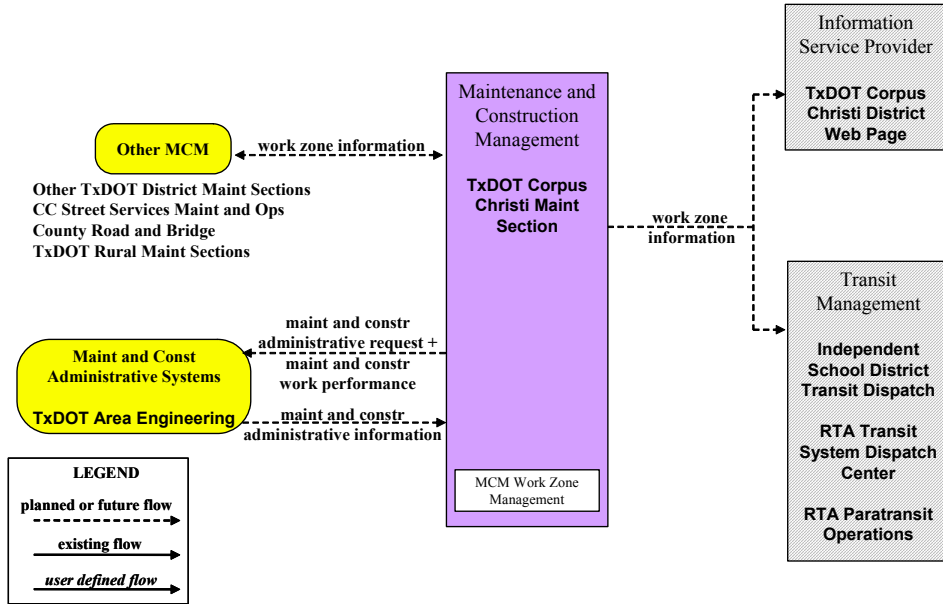 Other MCM
Other TxDOT District Maint Sections
CC Street Services Maint and Ops
County Road and Bridge
TxDOT Rural Maint Sections
work zone information
Maint and Const
Administrative Systems
TxDOT Area Engineering
maint and constr
administrative request +
maint and constr
work performance
maint and constr
administrative information
LEGEND
planned or future flow
existing flow
user defined flow
Maintenance and
Construction
Management
TxDOT Corpus
Christi Maint
Section
MCM Work Zone
Management
work zone
information
Information
Service Provider
TxDOT Corpus
Christi District
Web Page
Transit
Management
Independent
School District
Transit Dispatch
RTA Transit
System Dispatch
Center
RTA Paratransit
Operations